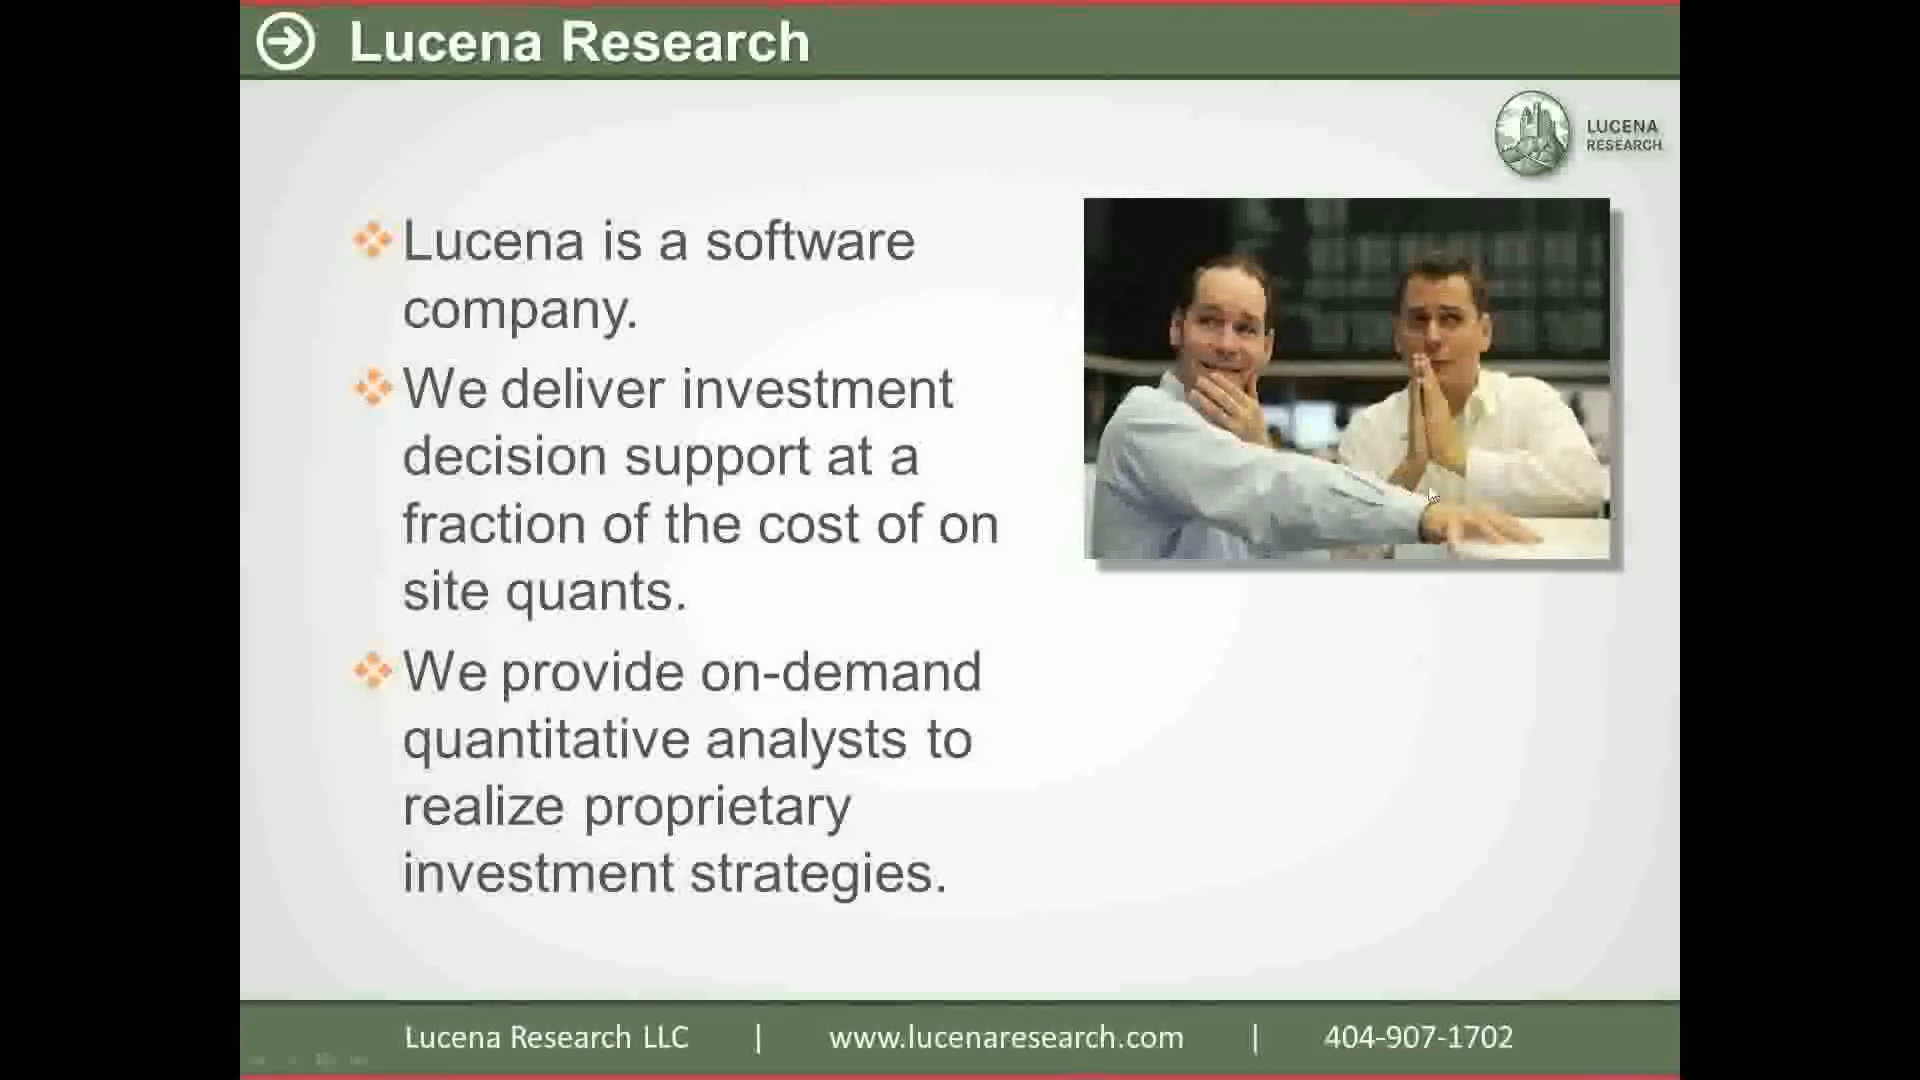 Lucena Research
LUCENA
RESEARCH
Lucena is a software
company.
We deliver investment
decision support at a
fraction of the cost of on
site quants.
We provide on-demand
quantitative analysts to
realize proprietary
investment strategies.
Lucena Research LLC | www.lucenaresearch.com | 404-907-1702